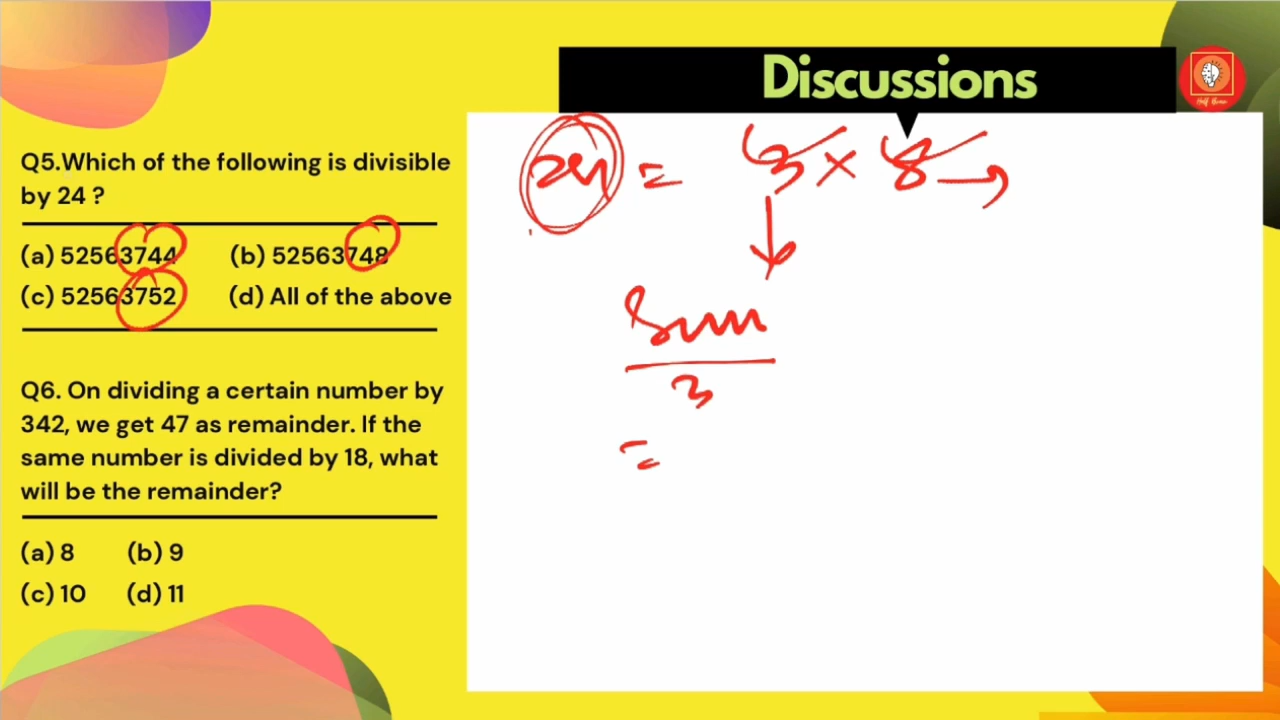 Discussions
Half Brain
Q5.Which of the following is divisible
by 24 ?
(a) 52563744 (b) 52563748
(c) 52563752 (d) All of the above
Q6. On dividing a certain number by
342, we get 47 as remainder. If the
same number is divided by 18, what
will be the remainder?
(a) 8 (b) 9
(c) 10 (d) 11
24 = 3 × 8
Sum
3
=